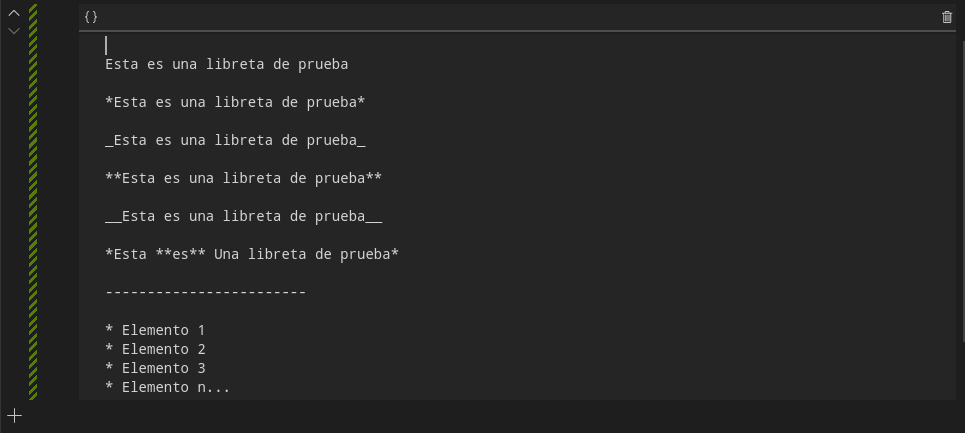 {}
Esta es una libreta de prueba
*Esta es una libreta de prueba*
_Esta es una libreta de prueba_
**Esta es una libreta de prueba**
__Esta es una libreta de prueba__
*Esta **es** Una libreta de prueba*
------------------------
* Elemento 1
* Elemento 2
* Elemento 3
* Elemento n...